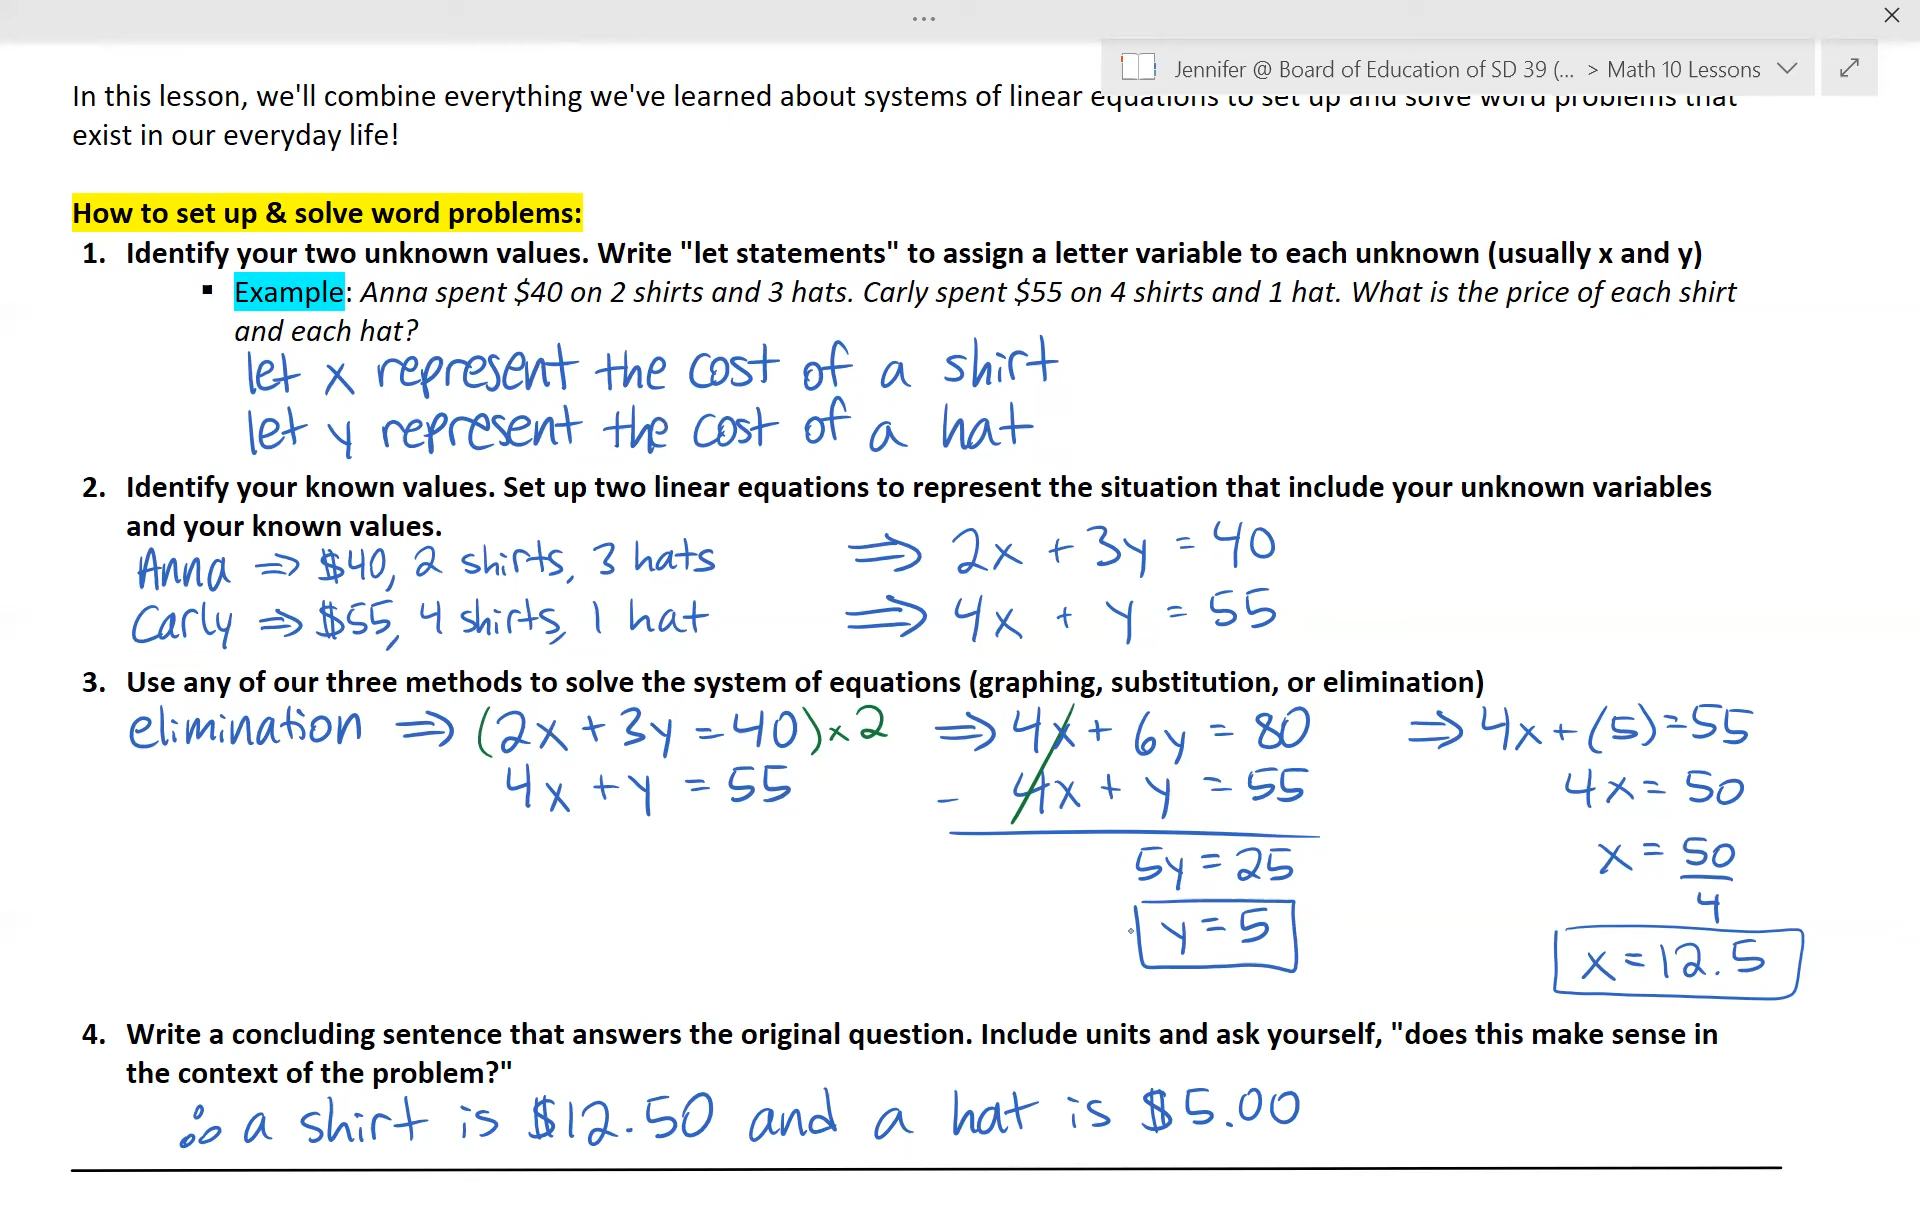 ...
Jennifer @ Board of Education of SD 39 (... > Math 10 Lessons
In this lesson, we'll combine everything we've learned about systems of linear equations to set up and solve word problems that
exist in our everyday life!
How to set up & solve word problems:
1. Identify your two unknown values. Write "let statements" to assign a letter variable to each unknown (usually x and y)
▪ Example: Anna spent $40 on 2 shirts and 3 hats. Carly spent $55 on 4 shirts and 1 hat. What is the price of each shirt
and each hat?
let x represent the cost of a shirt
let y represent the cost of a hat
2. Identify your known values. Set up two linear equations to represent the situation that include your unknown variables
and your known values.
Anna ⇒ $40, 2 shirts, 3 hats ⇒ 2x + 3y = 40
Carly ⇒ $55, 4 shirts, 1 hat ⇒ 4x + y = 55
3. Use any of our three methods to solve the system of equations (graphing, substitution, or elimination)
elimination ⇒ (2x + 3y = 40) × 2 ⇒ 4x + 6y = 80 ⇒ 4x + (5) = 55
4x + y = 55 - 4x + y = 55 4x = 50
5y = 25 x = 50/4
y = 5 x = 12.5
4. Write a concluding sentence that answers the original question. Include units and ask yourself, "does this make sense in
the context of the problem?"
∴ a shirt is $12.50 and a hat is $5.00